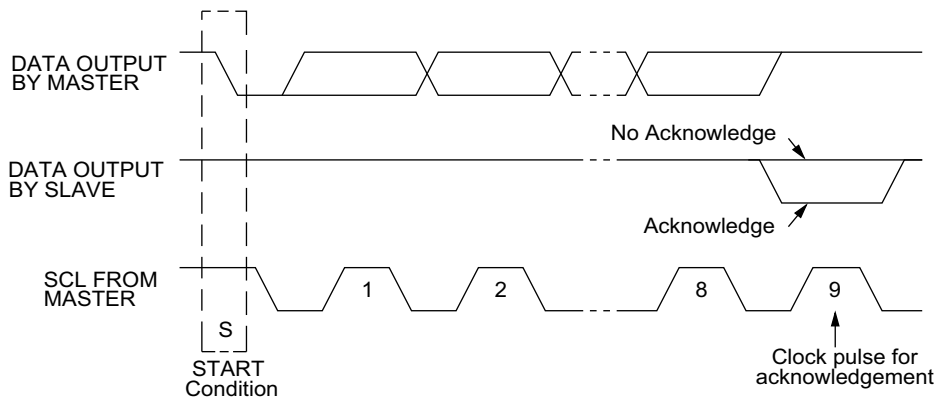 DATA OUTPUT
BY MASTER
No Acknowledge
DATA OUTPUT
BY SLAVE
Acknowledge
SCL FROM
MASTER
1
2
8
9
S
START
Condition
Clock pulse for
acknowledgement